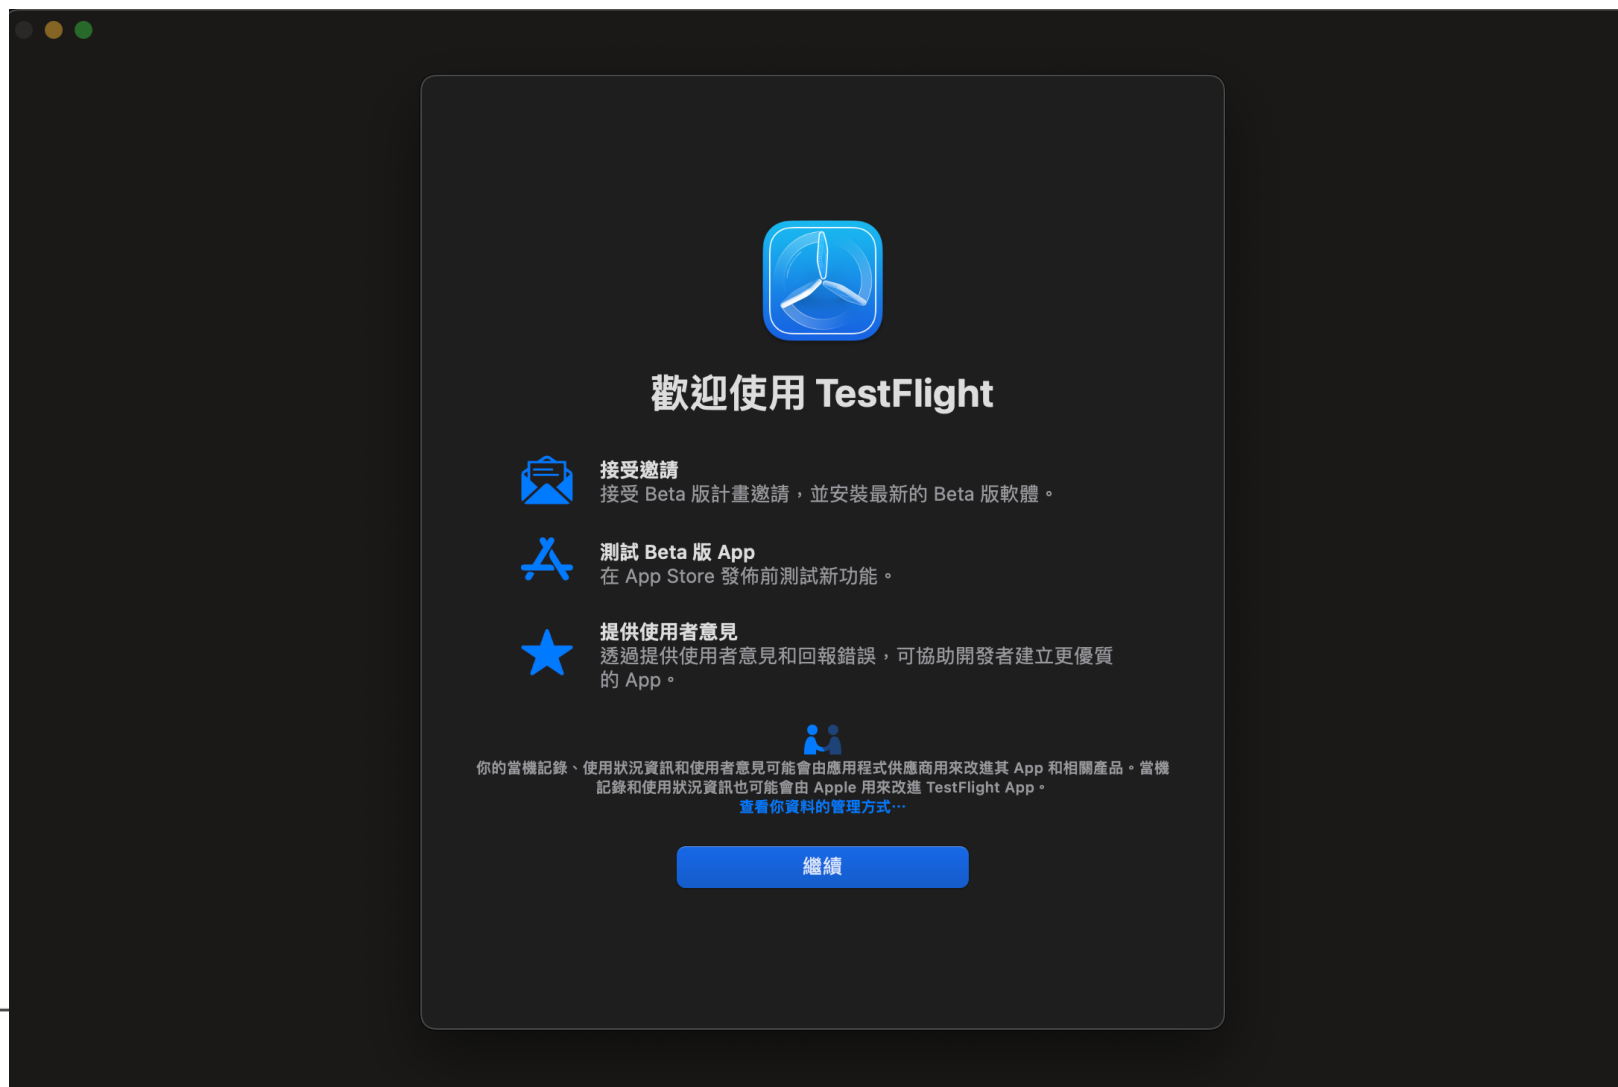 歡迎使用 TestFlight
接受邀請
接受 Beta 版計畫邀請，並安裝最新的 Beta 版軟體。
測試 Beta 版 App
在 App Store 發佈前測試新功能。
提供使用者意見
透過提供使用者意見和回報錯誤，可協助開發者建立更優質
的 App。
你的當機記錄、使用狀況資訊和使用者意見可能會由應用程式供應商用來改進其 App 和相關產品。當機
記錄和使用狀況資訊也可能會由 Apple 用來改進 TestFlight App。
查看你資料的管理方式⋯
繼續